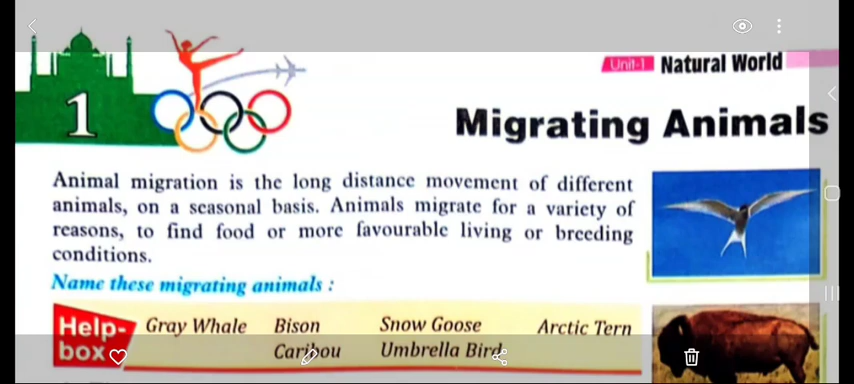 1
Unit-1 Natural World
Migrating Animals
Animal migration is the long distance movement of different
animals, on a seasonal basis. Animals migrate for a variety of
reasons, to find food or more favourable living or breeding
conditions.
Name these migrating animals :
Help-
box
Gray Whale Bison Snow Goose Arctic Tern
Caribou Umbrella Bird